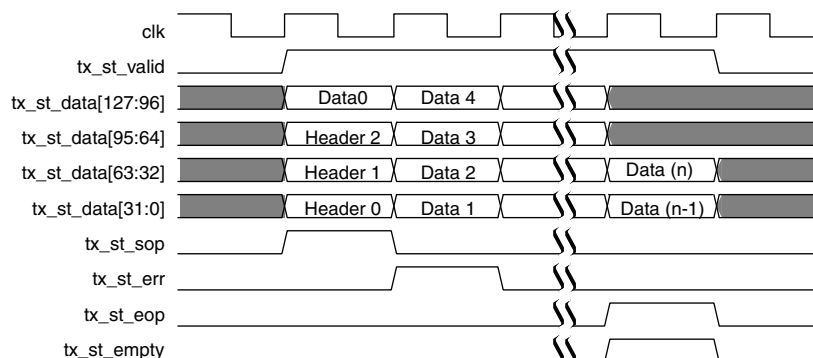 clk
tx_st_valid
tx_st_data[127:96] Data0 Data 4
tx_st_data[95:64] Header 2 Data 3
tx_st_data[63:32] Header 1 Data 2 Data (n)
tx_st_data[31:0] Header 0 Data 1 Data (n-1)
tx_st_sop
tx_st_err
tx_st_eop
tx_st_empty